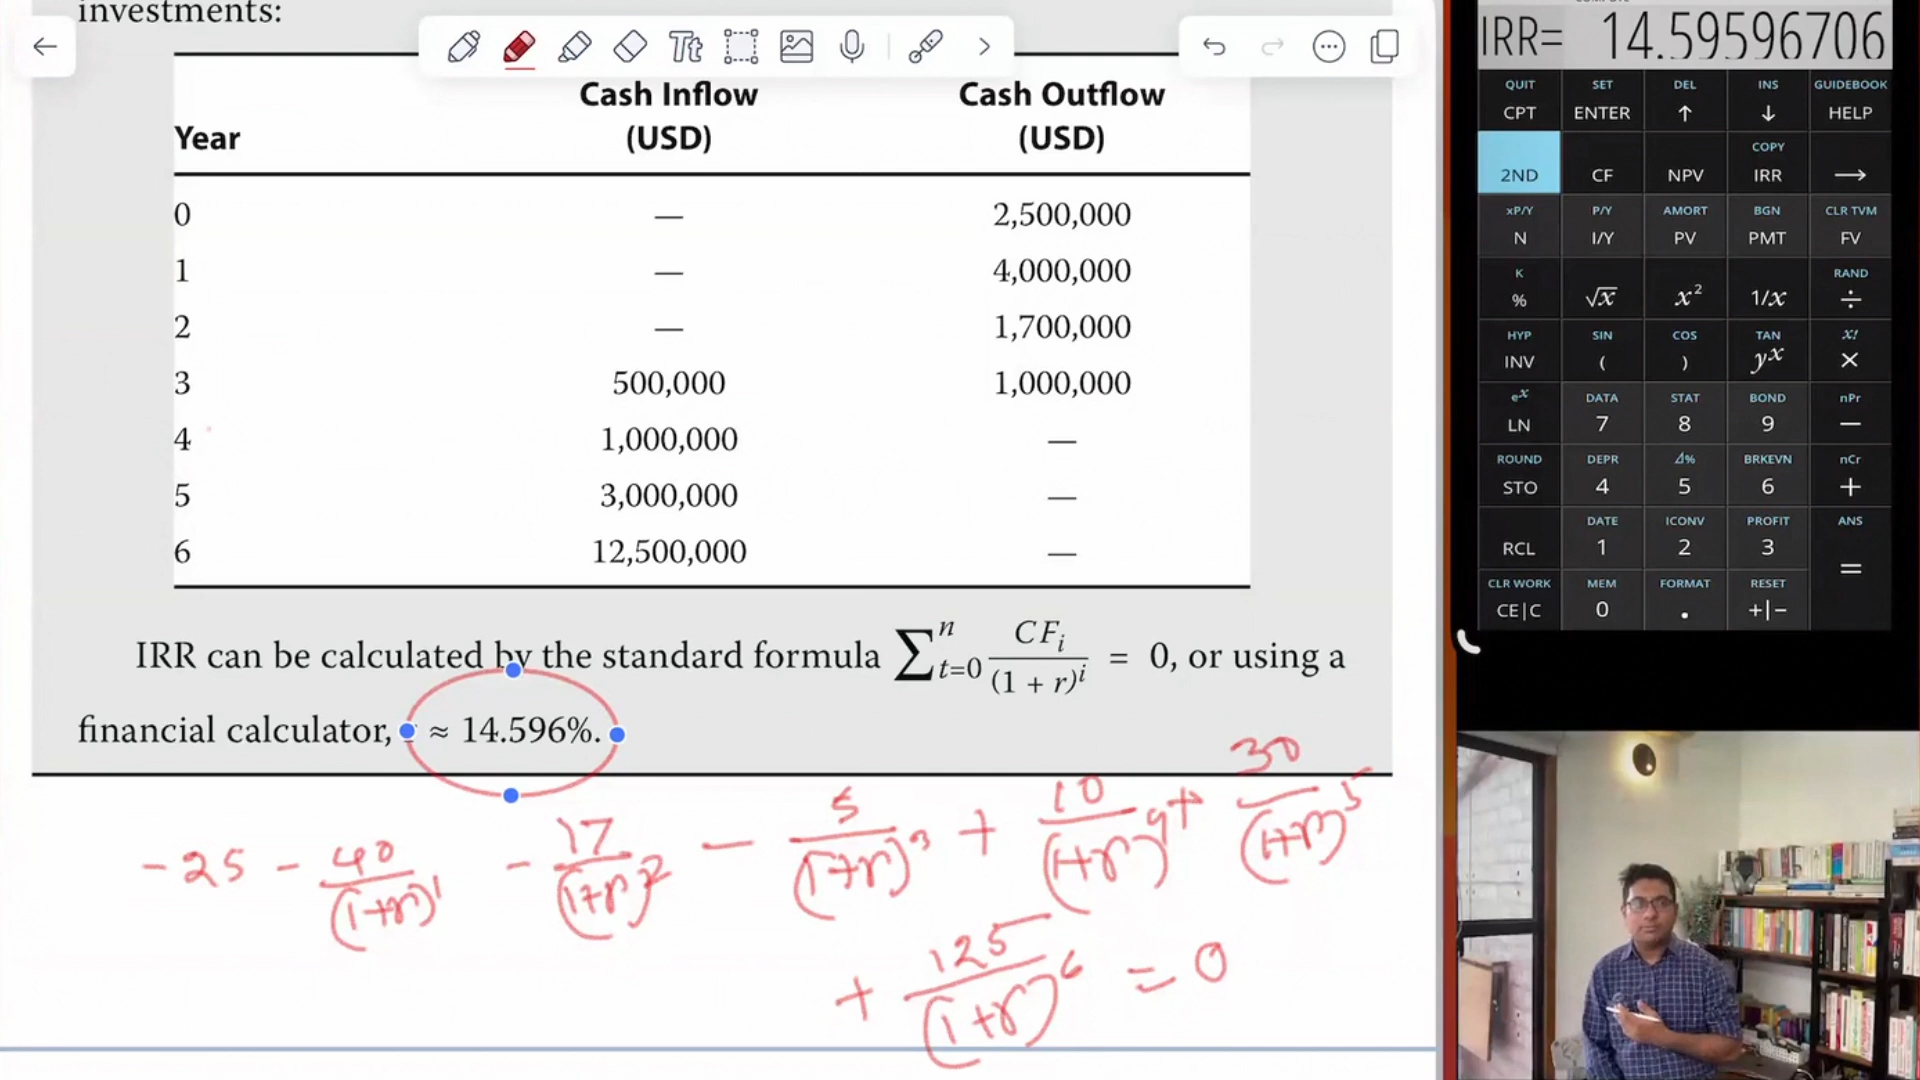 investments:
Tt
Year Cash Inflow (USD) Cash Outflow (USD)
0 — 2,500,000
1 — 4,000,000
2 — 1,700,000
3 500,000 1,000,000
4 1,000,000 —
5 3,000,000 —
6 12,500,000 —
IRR can be calculated by the standard formula ∑ⁿₜ₌₀ CFᵢ/(1 + r)ⁱ = 0, or using a
financial calculator, ≈ 14.596%.
-25 - 40/(1+r)¹ - 17/(1+r)² - 5/(1+r)³ + 10/(1+r)⁴ + 30/(1+r)⁵
+ 125/(1+r)⁶ = 0
IRR= 14.59596706
QUIT SET DEL INS GUIDEBOOK
CPT ENTER ↑ ↓ HELP
COPY
2ND CF NPV IRR →
xP/Y P/Y AMORT BGN CLR TVM
N I/Y PV PMT FV
K RAND
% √x x² 1/x ÷
HYP SIN COS TAN x!
INV ( ) yˣ ×
eˣ DATA STAT BOND nPr
LN 7 8 9 —
ROUND DEPR Δ% BRKEVN nCr
STO 4 5 6 +
DATE ICONV PROFIT ANS
RCL 1 2 3 =
CLR WORK MEM FORMAT RESET
CE|C 0 . +|−